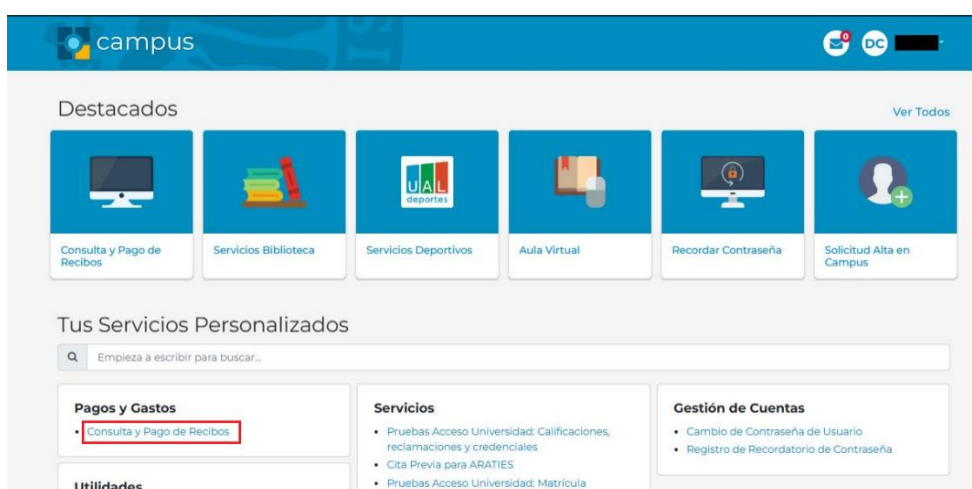 campus
0
DC
Destacados
Ver Todos
UAL
deportes
Consulta y Pago de
Recibos
Servicios Biblioteca
Servicios Deportivos
Aula Virtual
Recordar Contraseña
Solicitud Alta en
Campus
Tus Servicios Personalizados
Empieza a escribir para buscar...
Pagos y Gastos
Consulta y Pago de Recibos
Utilidades
Servicios
Pruebas Acceso Universidad: Calificaciones,
reclamaciones y credenciales
Cita Previa para ARATIES
Pruebas Acceso Universidad: Matrícula
Gestión de Cuentas
Cambio de Contraseña de Usuario
Registro de Recordatorio de Contraseña